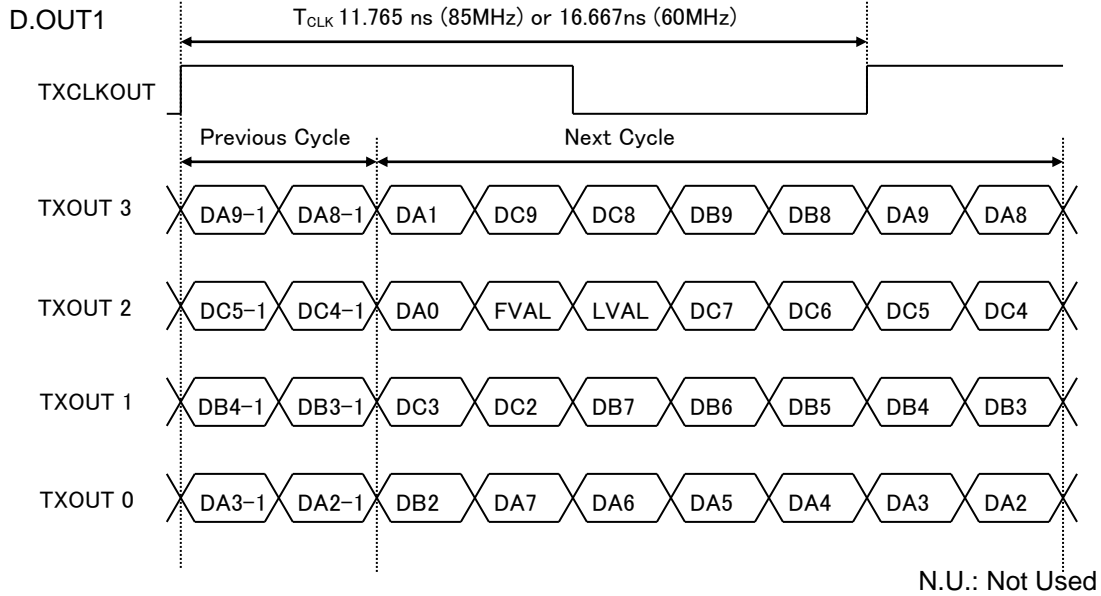 D.OUT1
TCLK 11.765 ns (85MHz) or 16.667ns (60MHz)
TXCLKOUT
Previous Cycle Next Cycle
TXOUT 3 DA9-1 DA8-1 DA1 DC9 DC8 DB9 DB8 DA9 DA8
TXOUT 2 DC5-1 DC4-1 DA0 FVAL LVAL DC7 DC6 DC5 DC4
TXOUT 1 DB4-1 DB3-1 DC3 DC2 DB7 DB6 DB5 DB4 DB3
TXOUT 0 DA3-1 DA2-1 DB2 DA7 DA6 DA5 DA4 DA3 DA2
N.U.: Not Used